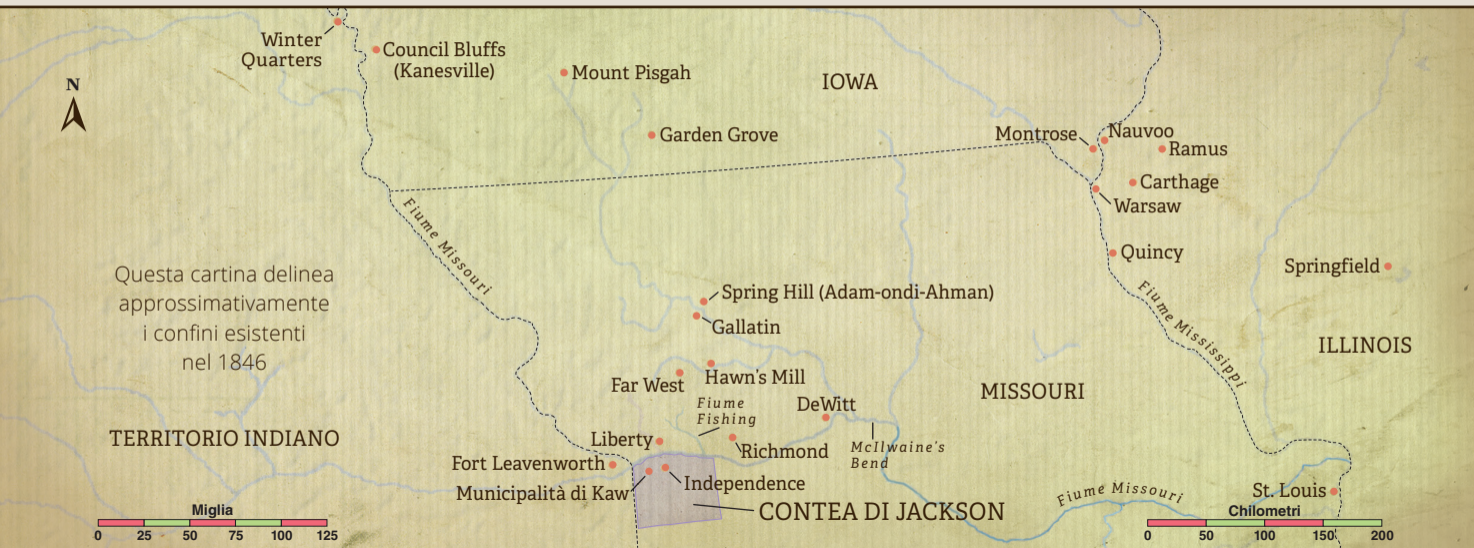 Winter
Quarters
Council Bluffs
(Kanesville)
Mount Pisgah
IOWA
N
Garden Grove
Montrose
Nauvoo
Ramus
Carthage
Warsaw
Fiume Missouri
Quincy
Springfield
Questa cartina delinea
approssimativamente
i confini esistenti
nel 1846
Spring Hill (Adam-ondi-Ahman)
Gallatin
Fiume Mississippi
ILLINOIS
Far West
Hawn's Mill
MISSOURI
Fiume
Fishing
DeWitt
TERRITORIO INDIANO
Liberty
Richmond
McIlwaine's
Bend
Fort Leavenworth
Municipalità di Kaw
Independence
CONTEA DI JACKSON
Fiume Missouri
St. Louis
Miglia
0 25 50 75 100 125
Chilometri
0 50 100 150 200